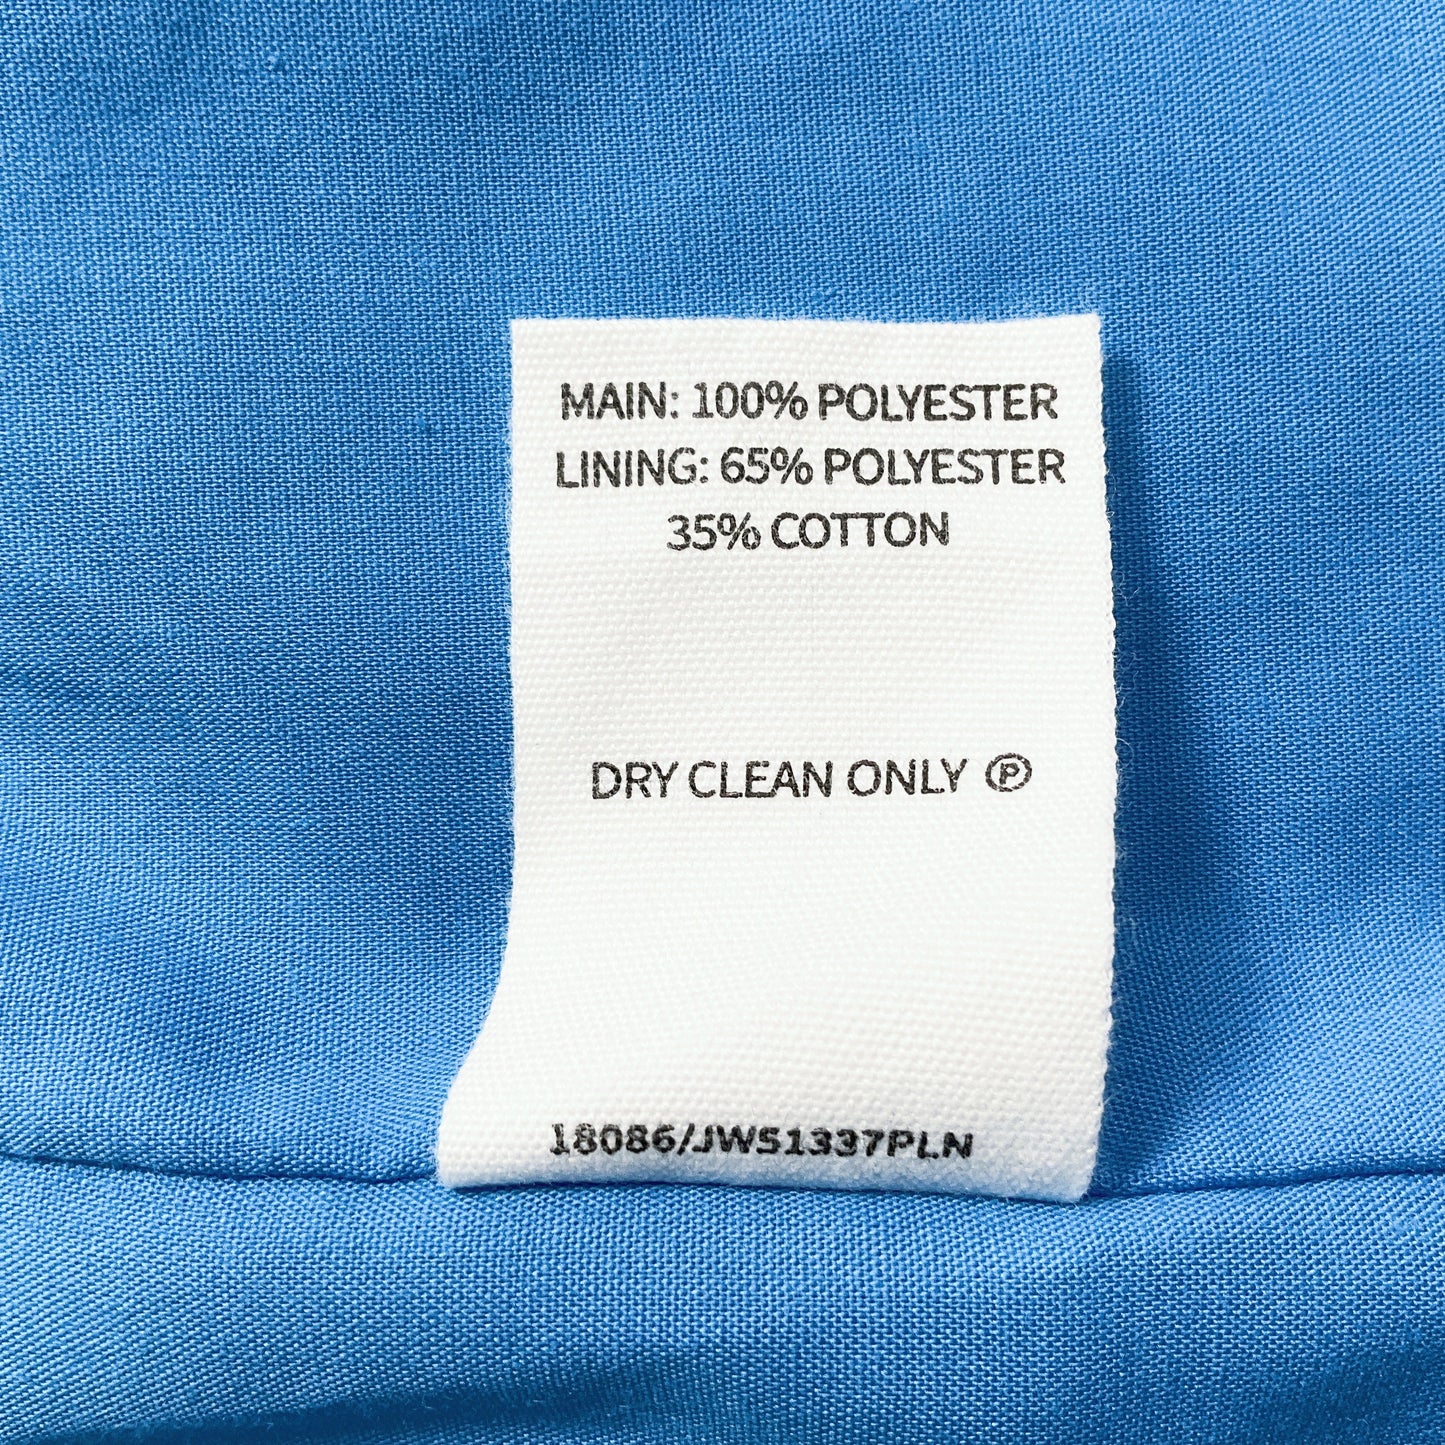 MAIN: 100% POLYESTER
LINING: 65% POLYESTER
35% COTTON
DRY CLEAN ONLY Ⓟ
18086/JWS1337PLN